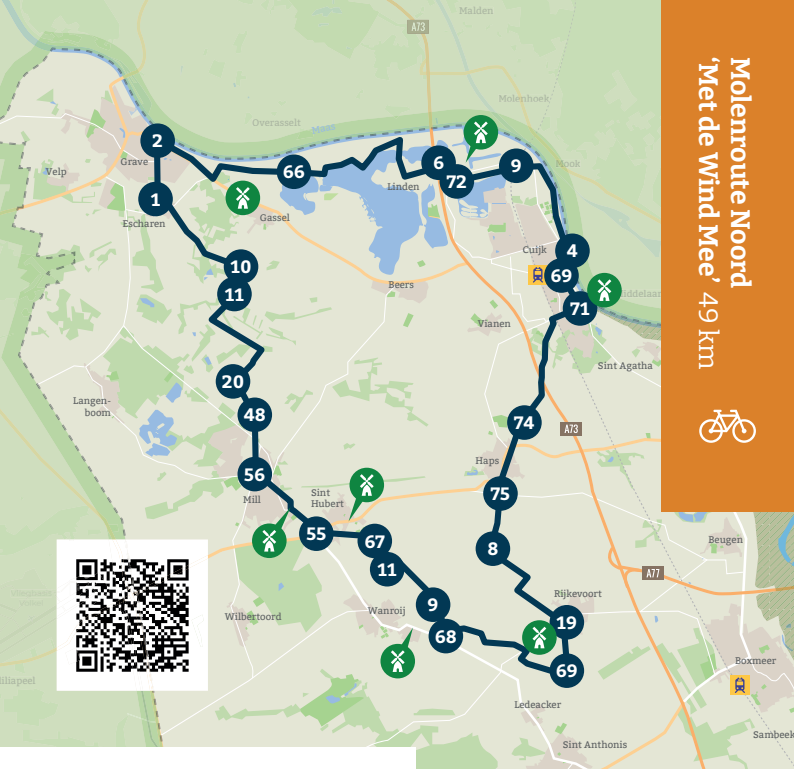 Molenroute Noord
‘Met de Wind Mee’ 49 km
Malden
A73
Molenhoek
Overasselt
Maas
2
Grave
Velp
66
6
72
9
Mook
Linden
1
Gassel
Escharen
Cuijk
4
69
10
11
Beers
71
Middelaar
Vianen
Sint Agatha
20
Langen-
boom
48
74
A73
Haps
56
Mill
Sint
Hubert
75
55
67
8
Beugen
11
A77
Rijkevoort
9
Wanroij
Wilbertoord
19
68
69
Boxmeer
Ledeacker
Sambeek
Sint Anthonis